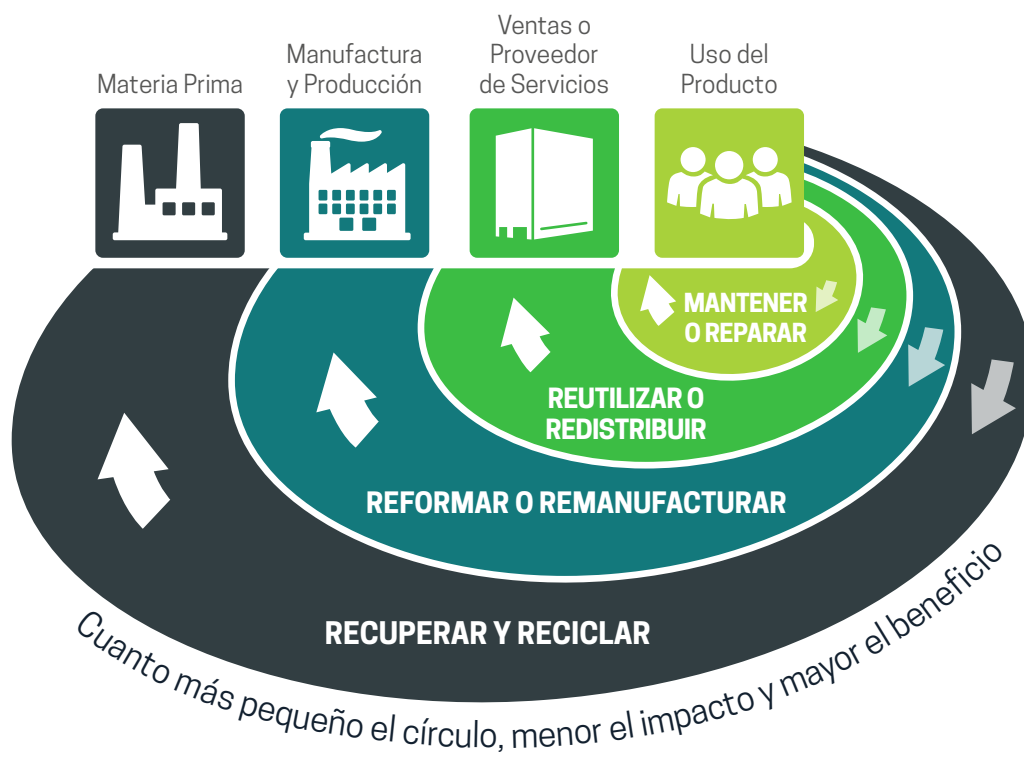 Materia Prima
Manufactura
y Producción
Ventas o
Proveedor
de Servicios
Uso del
Producto
MANTENER
O REPARAR
REUTILIZAR O
REDISTRIBUIR
REFORMAR O REMANUFACTURAR
RECUPERAR Y RECICLAR
Cuanto más pequeño el círculo, menor el impacto y mayor el beneficio